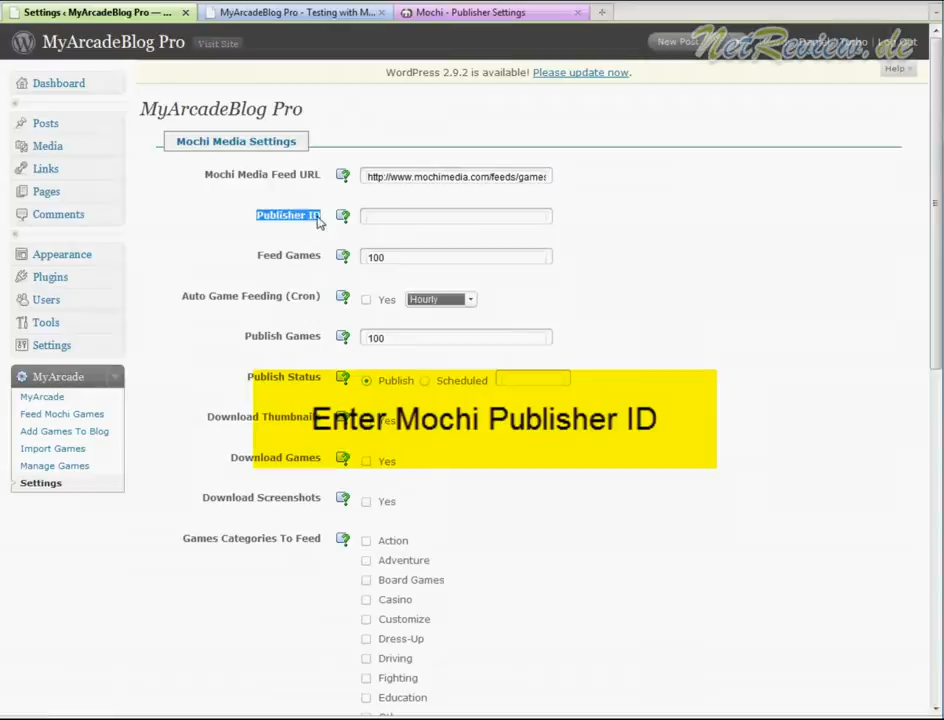 Settings ‹ MyArcadeBlog Pro — ...
MyArcadeBlog Pro - Testing with M...
Mochi - Publisher Settings
MyArcadeBlog Pro
Visit Site
New Post
Log Out
NetReview.de
WordPress 2.9.2 is available! Please update now.
Help
Dashboard
Posts
Media
Links
Pages
Comments
Appearance
Plugins
Users
Tools
Settings
MyArcade
MyArcade
Feed Mochi Games
Add Games To Blog
Import Games
Manage Games
Settings
MyArcadeBlog Pro
Mochi Media Settings
Mochi Media Feed URL
http://www.mochimedia.com/feeds/games
Publisher ID
Feed Games
100
Auto Game Feeding (Cron)
Yes
Hourly
Publish Games
100
Publish Status
Publish
Scheduled
Download Thumbnails
Yes
Enter Mochi Publisher ID
Download Games
Yes
Download Screenshots
Yes
Games Categories To Feed
Action
Adventure
Board Games
Casino
Customize
Dress-Up
Driving
Fighting
Education